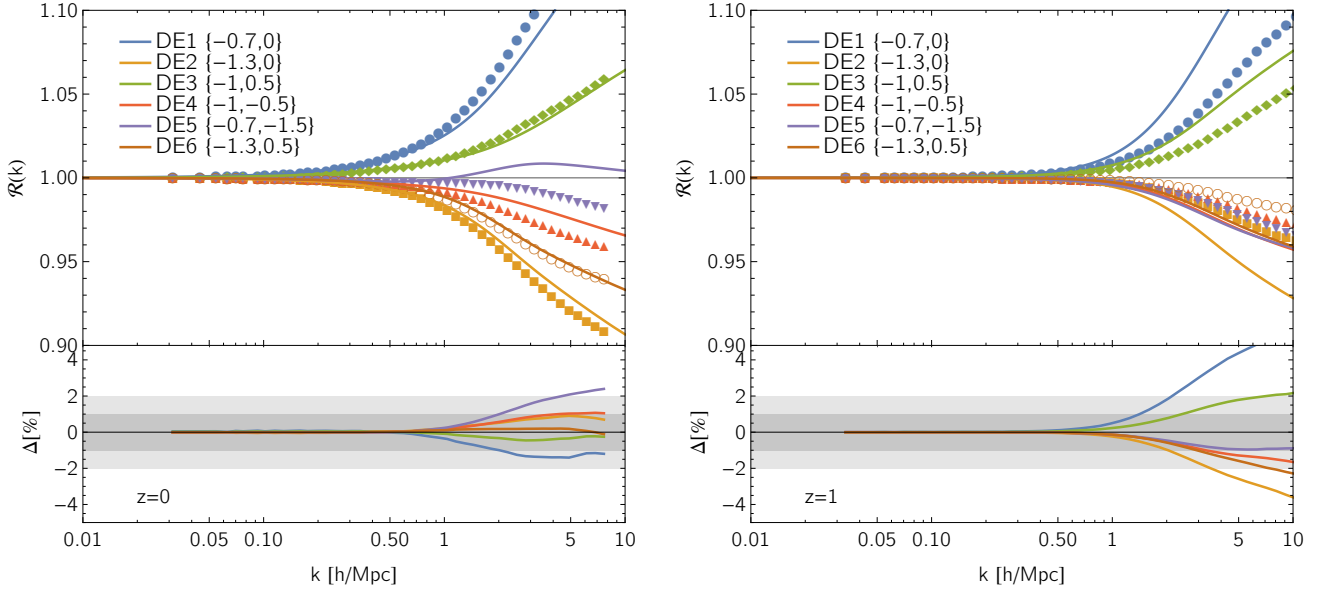 1.10
1.05
1.00
0.95
0.90
ℛ(k)
DE1 {-0.7,0}
DE2 {-1.3,0}
DE3 {-1,0.5}
DE4 {-1,-0.5}
DE5 {-0.7,-1.5}
DE6 {-1.3,0.5}
4
2
0
-2
-4
Δ[%]
z=0
0.01
0.05
0.10
0.50
1
5
10
k [h/Mpc]
1.10
1.05
1.00
0.95
0.90
ℛ(k)
DE1 {-0.7,0}
DE2 {-1.3,0}
DE3 {-1,0.5}
DE4 {-1,-0.5}
DE5 {-0.7,-1.5}
DE6 {-1.3,0.5}
4
2
0
-2
-4
Δ[%]
z=1
0.01
0.05
0.10
0.50
1
5
10
k [h/Mpc]